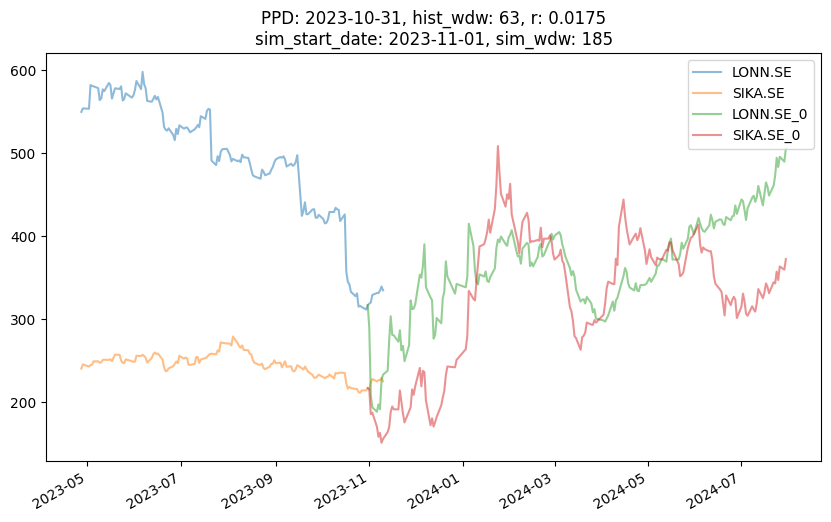 PPD: 2023-10-31, hist_wdw: 63, r: 0.0175
sim_start_date: 2023-11-01, sim_wdw: 185
LONN.SE
SIKA.SE
LONN.SE_0
SIKA.SE_0
600
500
400
300
200
2023-05
2023-07
2023-09
2023-11
2024-01
2024-03
2024-05
2024-07